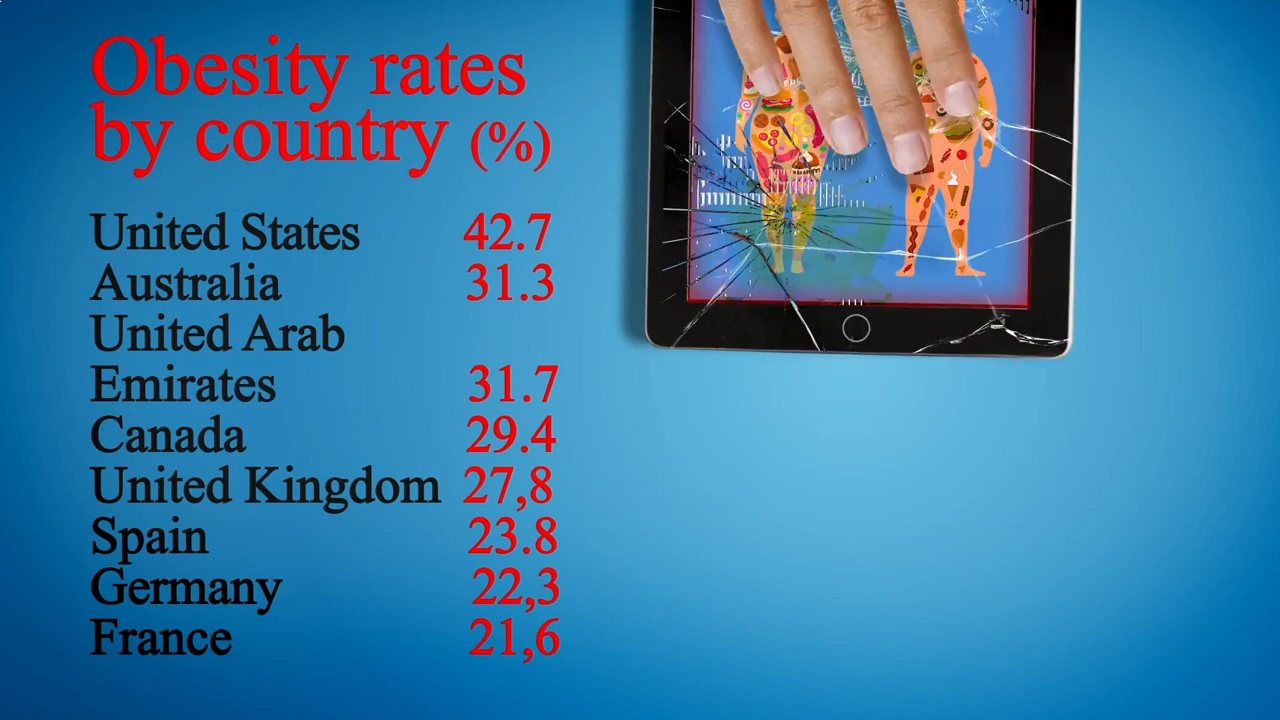 Obesity rates
by country (%)
United States 42.7
Australia 31.3
United Arab
Emirates 31.7
Canada 29.4
United Kingdom 27,8
Spain 23.8
Germany 22,3
France 21,6